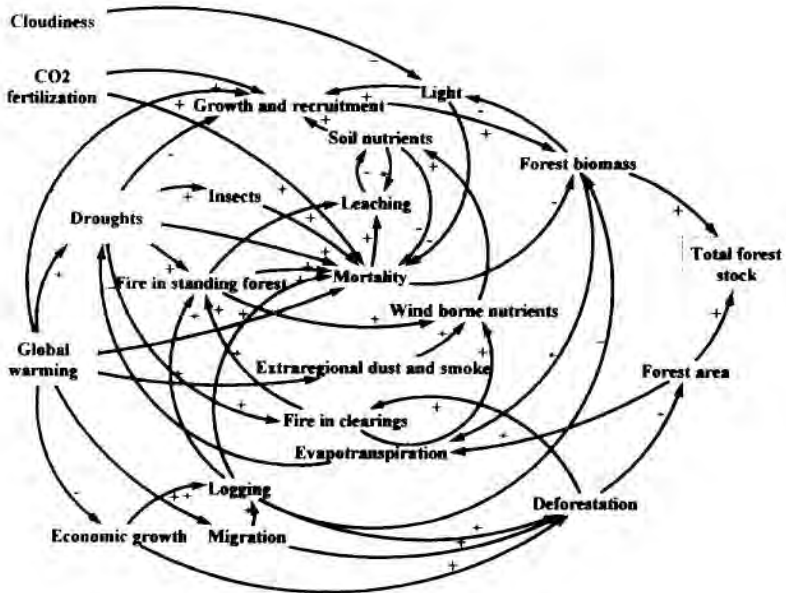 Cloudiness
CO2
fertilization
Light
Growth and recruitment
Soil nutrients
Forest biomass
Insects
Leaching
Droughts
Total forest
stock
Fire in standing forest
Mortality
Wind borne nutrients
Global
warming
Extraregional dust and smoke
Forest area
Fire in clearings
Evapotranspiration
Logging
Deforestation
Economic growth
Migration